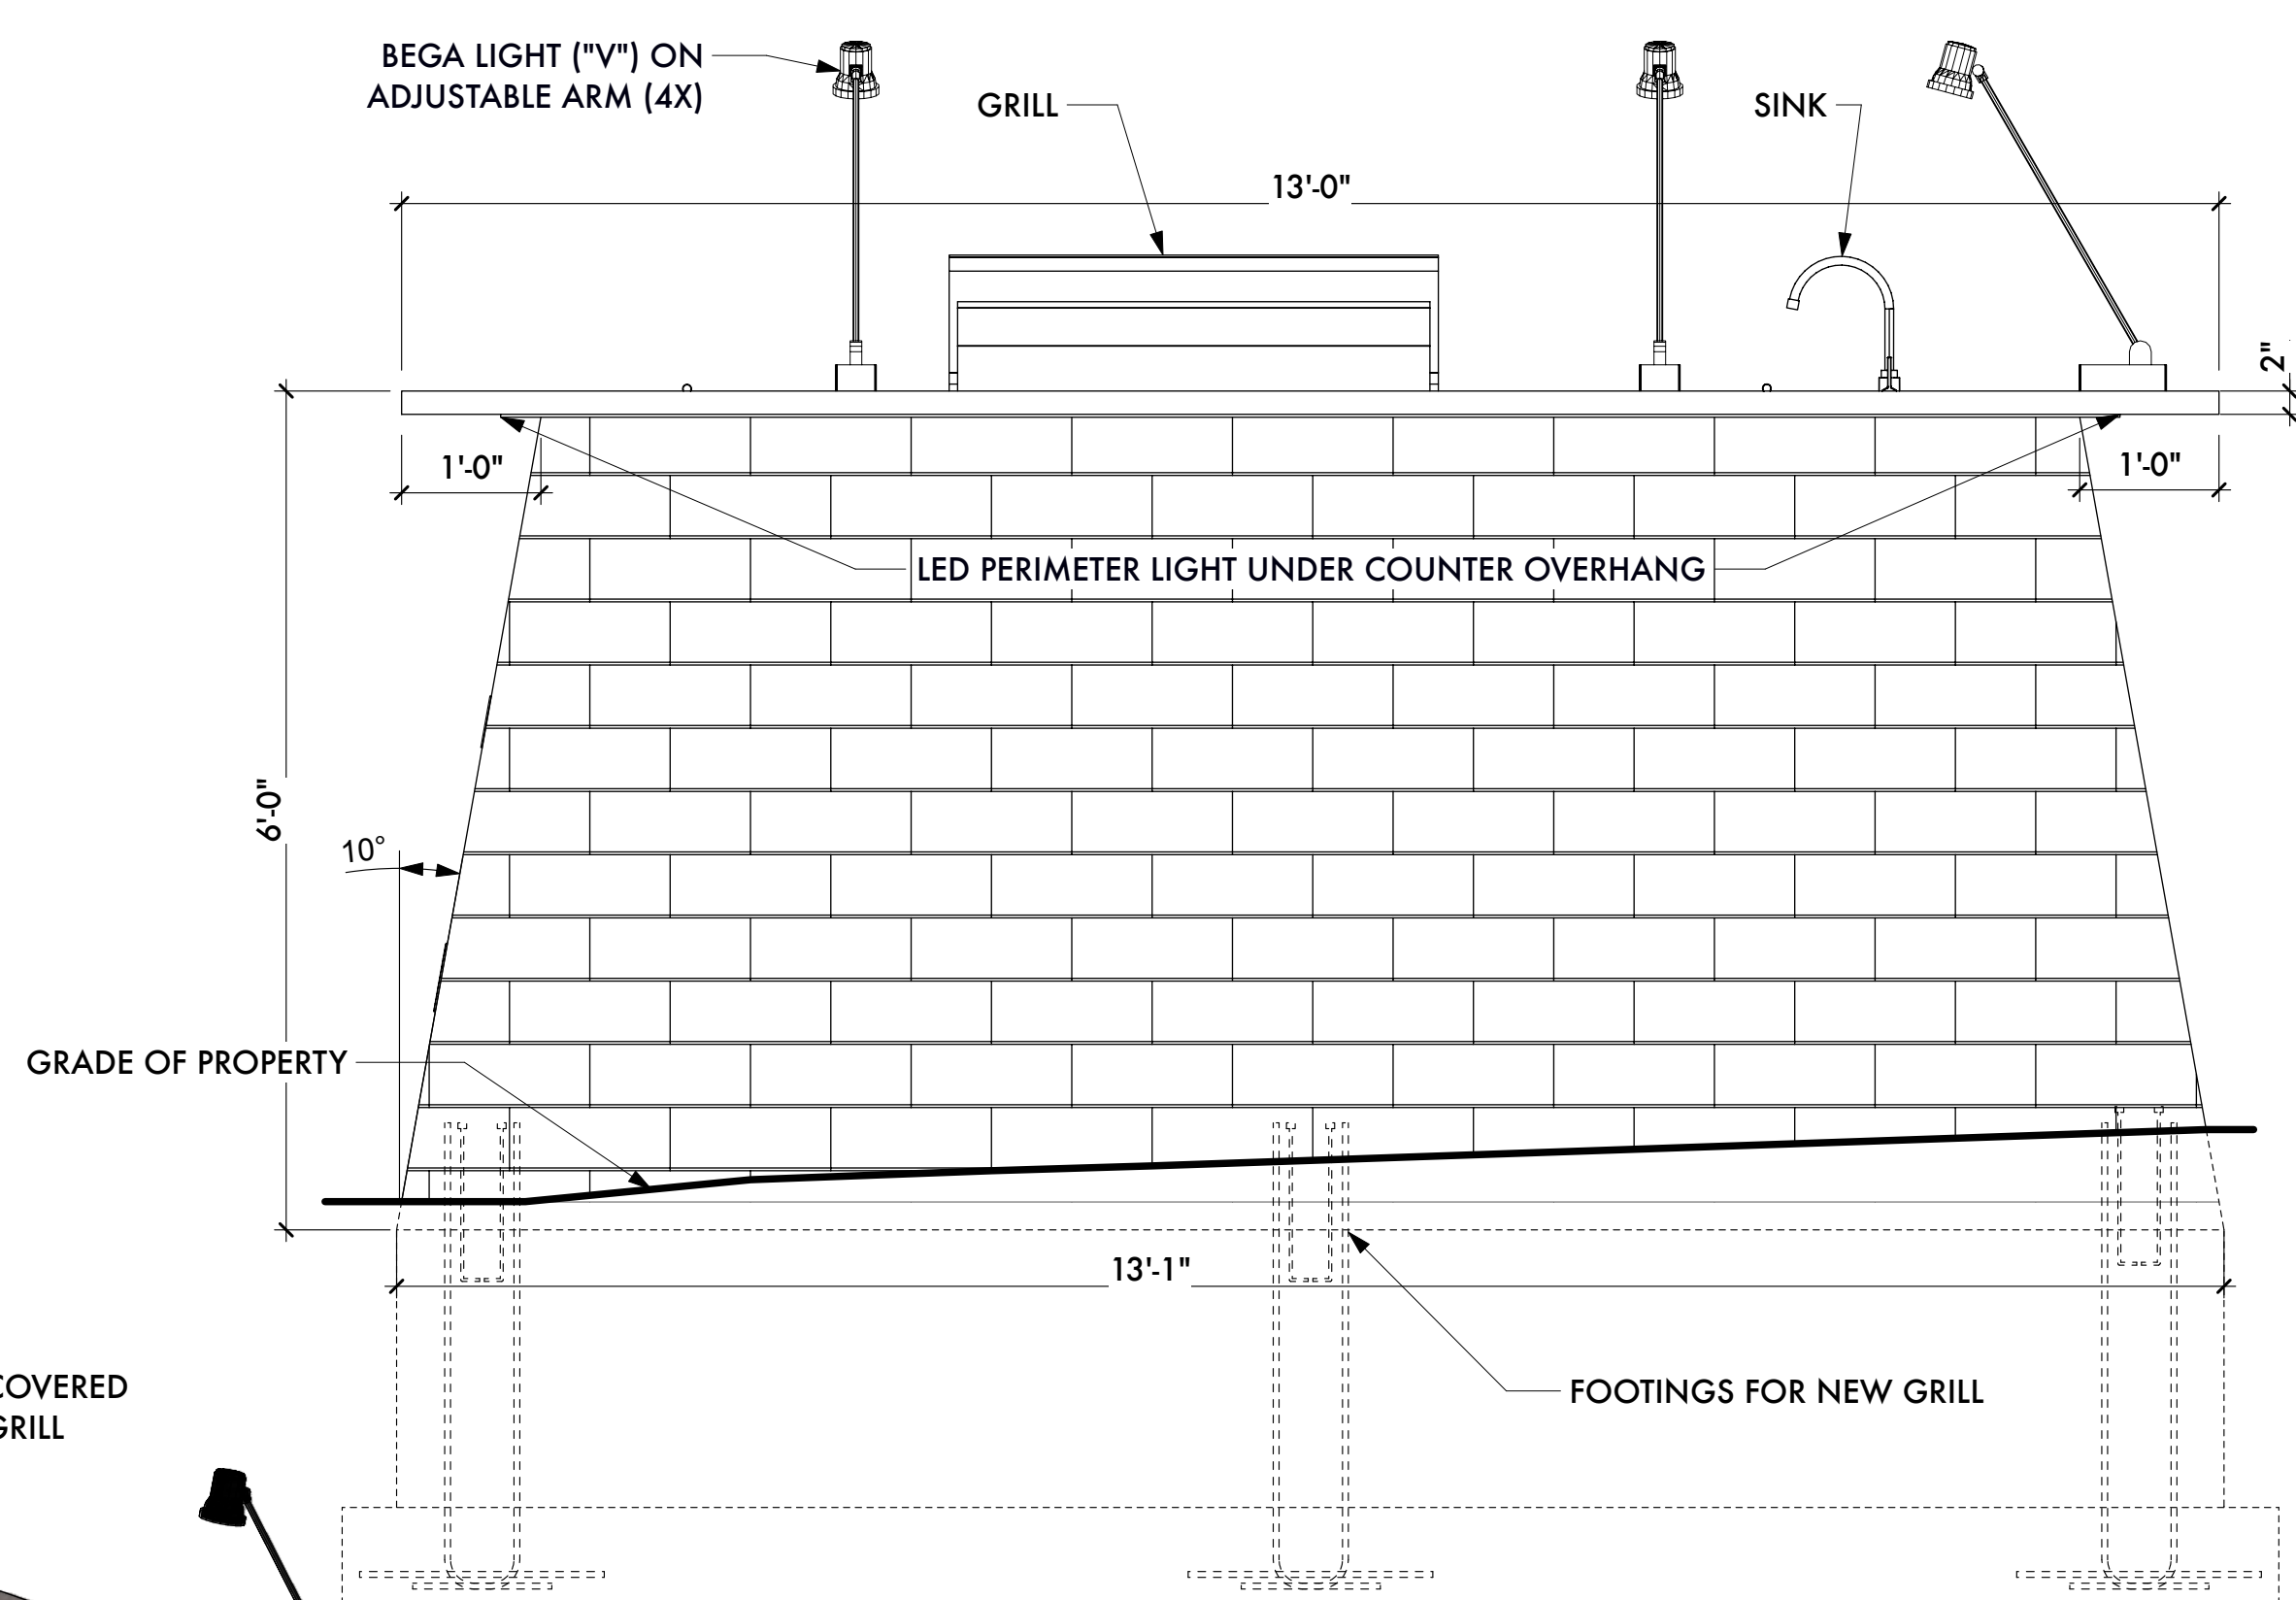 BEGA LIGHT ("V") ON
ADJUSTABLE ARM (4X)
GRILL
SINK
13'-0"
2"
1'-0"
1'-0"
LED PERIMETER LIGHT UNDER COUNTER OVERHANG
6'-0"
10°
GRADE OF PROPERTY
13'-1"
FOOTINGS FOR NEW GRILL
COVERED
GRILL